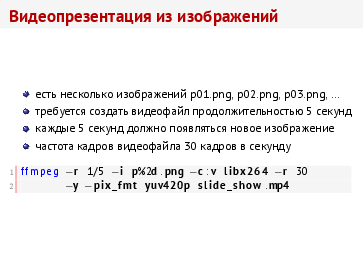 Видеопрезентация из изображений
есть несколько изображений p01.png, p02.png, p03.png, ...
требуется создать видеофайл продолжительностью 5 секунд
каждые 5 секунд должно появляться новое изображение
частота кадров видеофайла 30 кадров в секунду
1 ffmpeg −r 1/5 −i p%2d.png −c:v libx264 −r 30
2 −y −pix_fmt yuv420p slide_show.mp4